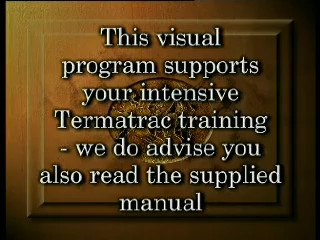 This visual
program supports
your intensive
Termatrac training
- we do advise you
also read the supplied
manual